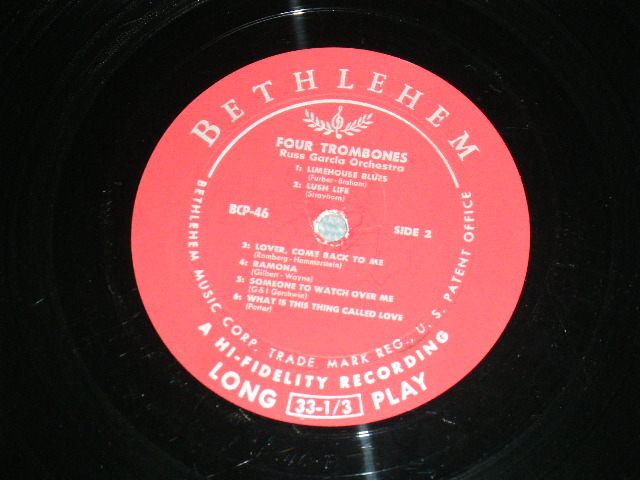 BETHLEHEM
FOUR TROMBONES
Russ Garcia Orchestra
1: LIMEHOUSE BLUES
(Furber-Braham)
2: LUSH LIFE
(Strayhorn)
BCP-46
SIDE 2
3: LOVER, COME BACK TO ME
(Romberg-Hammerstein)
4: RAMONA
(Gilbert-Wayne)
5: SOMEONE TO WATCH OVER ME
(G&I Gershwin)
6: WHAT IS THIS THING CALLED LOVE
(Porter)
BETHLEHEM MUSIC CORP. TRADE MARK REG., U. S. PATENT OFFICE
A HI-FIDELITY RECORDING
LONG 33-1/3 PLAY